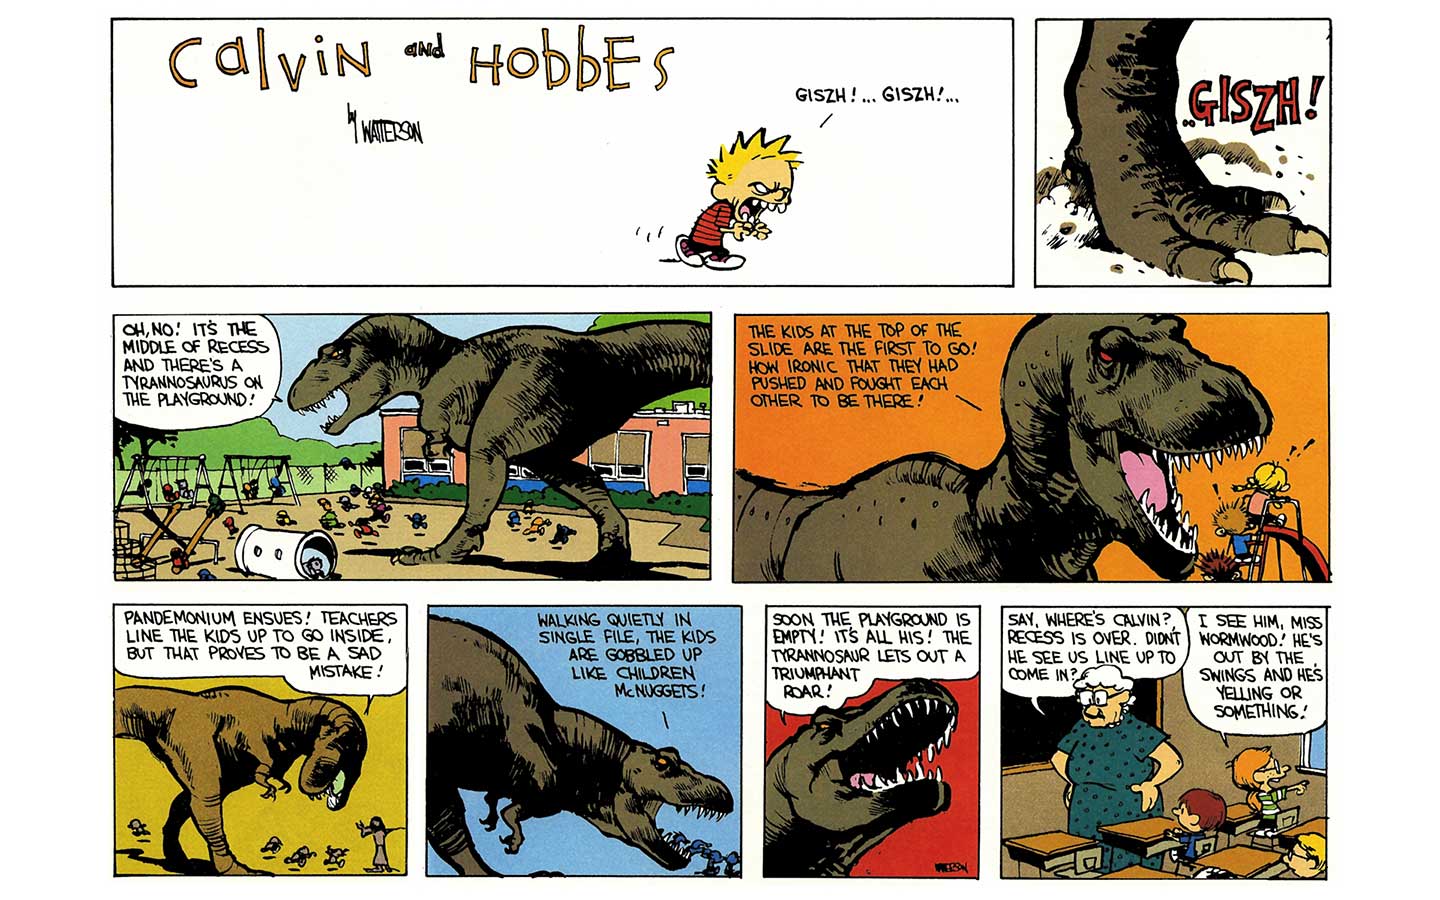 Calvin and Hobbes
by Watterson
GISZH!... GISZH!...
..GISZH!
OH, NO! IT'S THE
MIDDLE OF RECESS
AND THERE'S A
TYRANNOSAURUS ON
THE PLAYGROUND!
THE KIDS AT THE TOP OF THE
SLIDE ARE THE FIRST TO GO!
HOW IRONIC THAT THEY HAD
PUSHED AND FOUGHT EACH
OTHER TO BE THERE!
PANDEMONIUM ENSUES! TEACHERS
LINE THE KIDS UP TO GO INSIDE,
BUT THAT PROVES TO BE A SAD
MISTAKE!
WALKING QUIETLY IN
SINGLE FILE, THE KIDS
ARE GOBBLED UP
LIKE CHILDREN
McNUGGETS!
SOON THE PLAYGROUND IS
EMPTY! IT'S ALL HIS! THE
TYRANNOSAUR LETS OUT A
TRIUMPHANT
ROAR!
WATTERSON
SAY, WHERE'S CALVIN?
RECESS IS OVER. DIDN'T
HE SEE US LINE UP TO
COME IN?
I SEE HIM, MISS
WORMWOOD! HE'S
OUT BY THE
SWINGS AND HE'S
YELLING OR
SOMETHING!